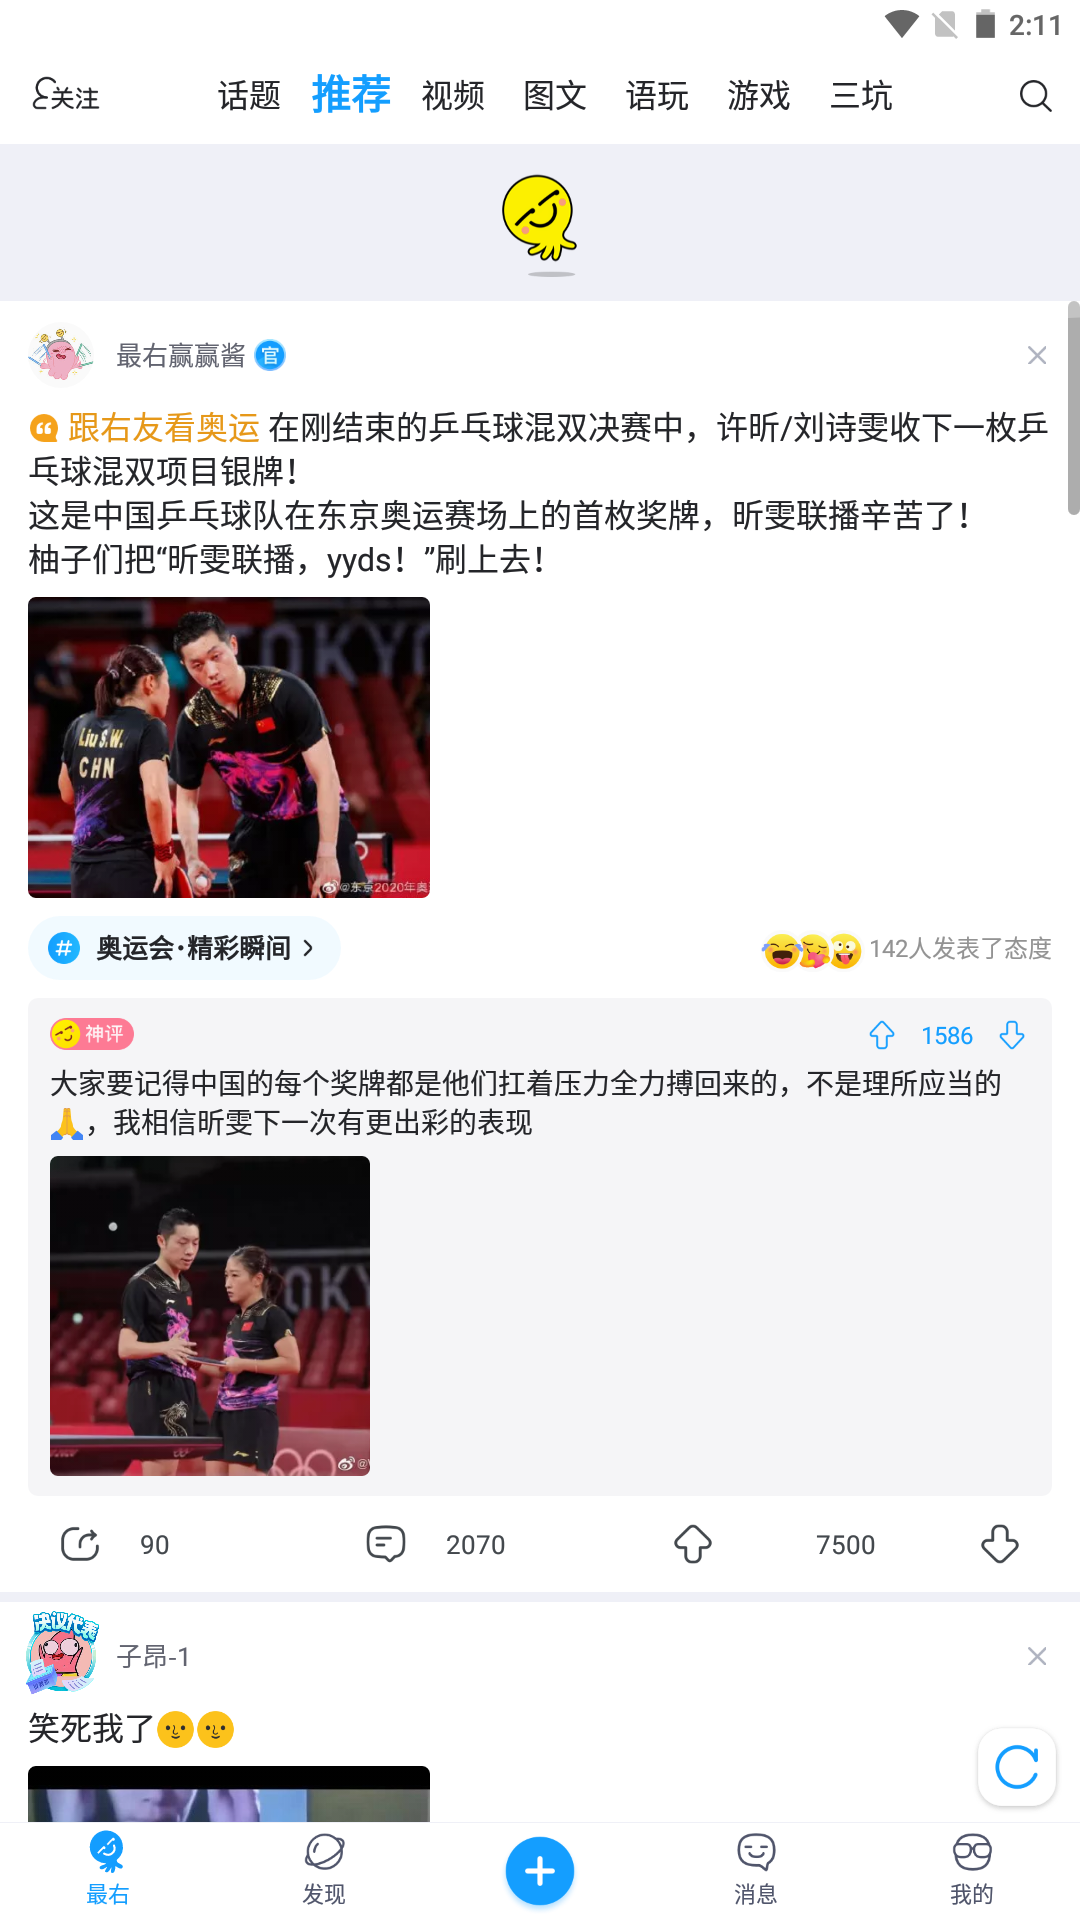 2:11
关注 话题 推荐 视频 图文 语玩 游戏 三坑
最右赢赢酱 官
跟右友看奥运 在刚结束的乒乓球混双决赛中，许昕/刘诗雯收下一枚乒
乓球混双项目银牌！
这是中国乒乓球队在东京奥运赛场上的首枚奖牌，昕雯联播辛苦了！
柚子们把“昕雯联播，yyds！”刷上去！
TOKYO
Liu S.W.
CHN
@东京2020年奥
# 奥运会·精彩瞬间
142人发表了态度
神评
1586
大家要记得中国的每个奖牌都是他们扛着压力全力搏回来的，不是理所应当的
🙏，我相信昕雯下一次有更出彩的表现
OKY
90 2070 7500
决议代表
子昂-1
笑死我了🌝🌝
最右 发现 消息 我的